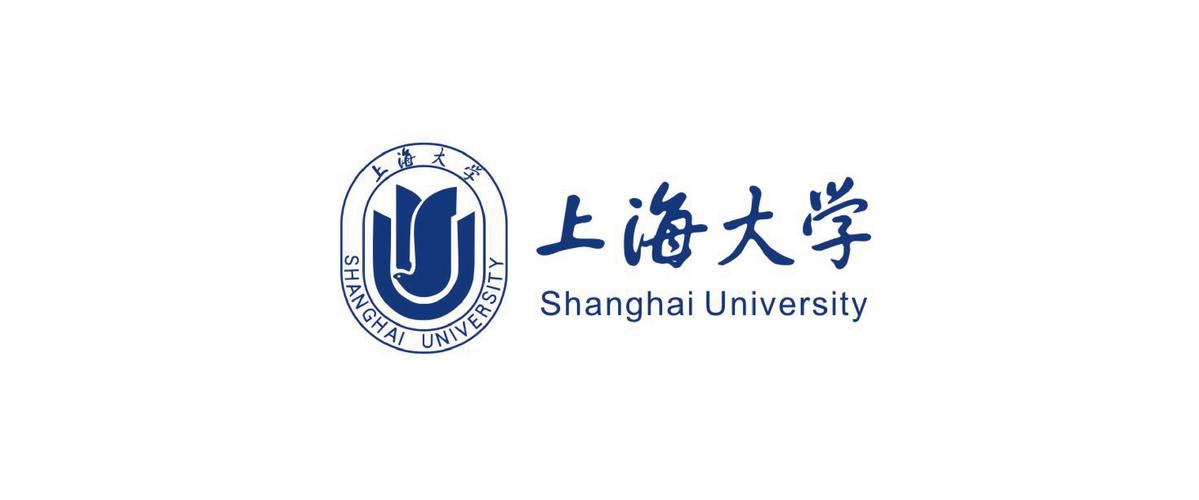 上海大学
SHANGHAI UNIVERSITY
上海大学
Shanghai University